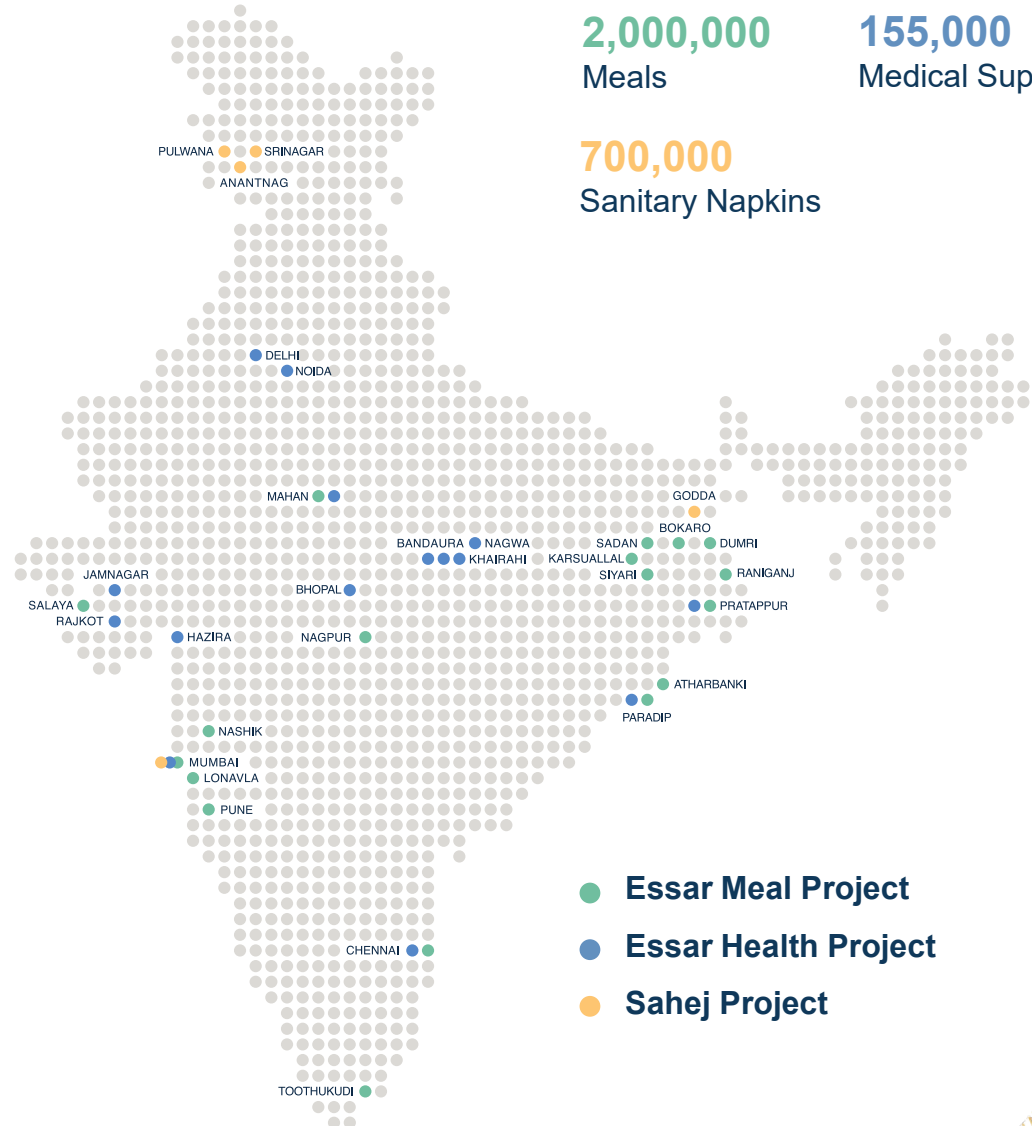 2,000,000
Meals
155,000
Medical Sup
700,000
Sanitary Napkins
PULWANA
SRINAGAR
ANANTNAG
DELHI
NOIDA
MAHAN
GODDA
BOKARO
BANDAURA
NAGWA
SADAN
DUMRI
KHAIRAHI
KARSUALLAL
JAMNAGAR
SIYARI
RANIGANJ
BHOPAL
SALAYA
PRATAPPUR
RAJKOT
HAZIRA
NAGPUR
ATHARBANKI
PARADIP
NASHIK
MUMBAI
LONAVLA
PUNE
Essar Meal Project
Essar Health Project
CHENNAI
Sahej Project
TOOTHUKUDI